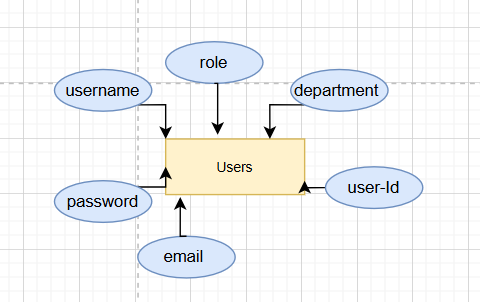 role
username
department
Users
user-Id
password
email